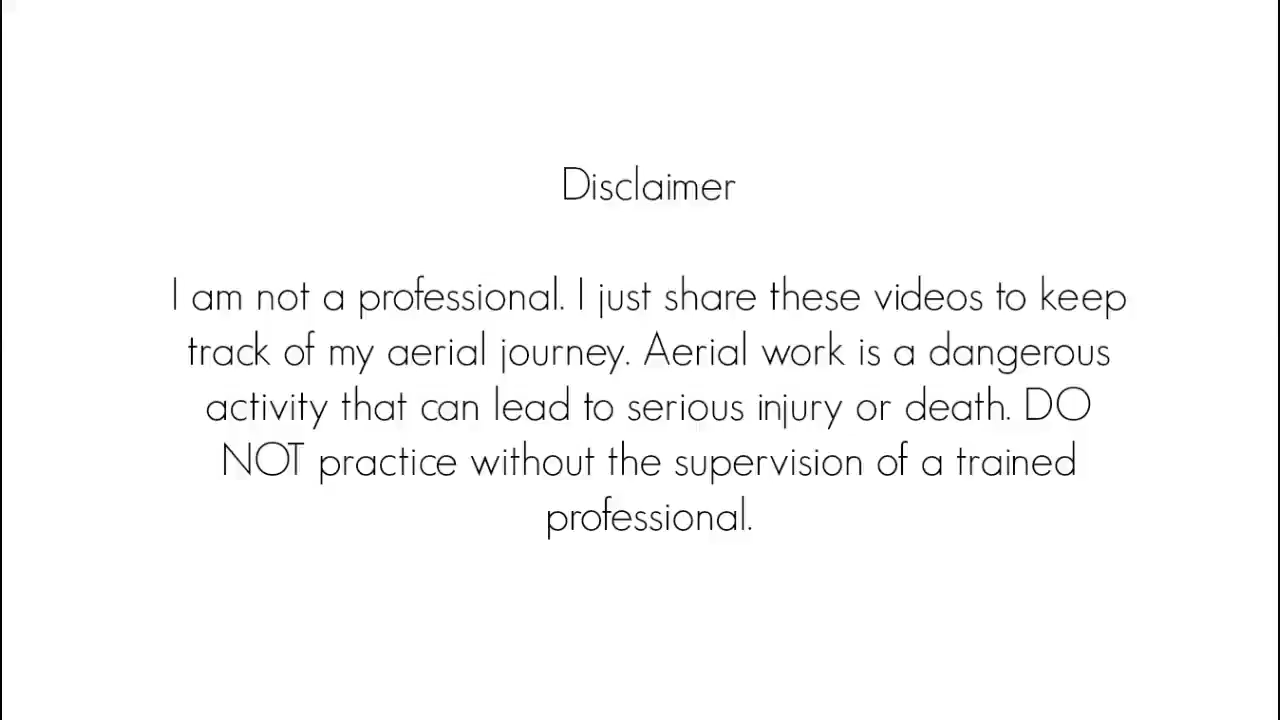 Disclaimer
I am not a professional. I just share these videos to keep
track of my aerial journey. Aerial work is a dangerous
activity that can lead to serious injury or death. DO
NOT practice without the supervision of a trained
professional.